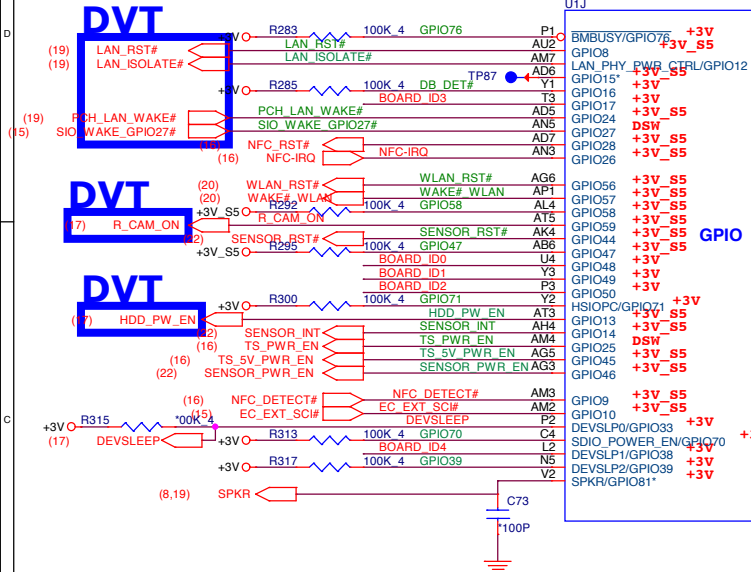 U1J
D
DVT
+3V R283 100K_4 GPIO76 P1 BMBUSY/GPIO76 +3V
(19) LAN_RST# LAN_RST# AU2 GPIO8 +3V_S5
(19) LAN_ISOLATE# LAN_ISOLATE# AM7 LAN_PHY_PWR_CTRL/GPIO12
TP87 AD6 GPIO15* +3V_S5
+3V R285 100K_4 DB_DET# Y1 GPIO16 +3V
BOARD_ID3 T3 GPIO17 +3V
(19) PCH_LAN_WAKE# PCH_LAN_WAKE# AD5 GPIO24 +3V_S5
(15) SIO_WAKE_GPIO27# SIO_WAKE_GPIO27# AN5 GPIO27 DSW
NFC_RST# AD7 GPIO28 +3V_S5
(16) NFC-IRQ NFC-IRQ AN3 GPIO26 +3V_S5
(20) WLAN_RST# WLAN_RST# AG6 GPIO56 +3V_S5
DVT
(20) WAKE#_WLAN WAKE#_WLAN AP1 GPIO57 +3V_S5
+3V_S5 R292 100K_4 GPIO58 AL4 GPIO58 +3V_S5
(17) R_CAM_ON R_CAM_ON AT5 GPIO59 +3V_S5
(22) SENSOR_RST# SENSOR_RST# AK4 GPIO44 +3V_S5
GPIO
+3V_S5 R295 100K_4 GPIO47 AB6 GPIO47 +3V_S5
BOARD_ID0 U4 GPIO48 +3V
BOARD_ID1 Y3 GPIO49 +3V
BOARD_ID2 P3 GPIO50 +3V
DVT
+3V R300 100K_4 GPIO71 Y2 HSIOPC/GPIO71 +3V
(17) HDD_PW_EN HDD_PW_EN AT3 GPIO13 +3V_S5
(22) SENSOR_INT SENSOR_INT AH4 GPIO14 +3V_S5
(16) TS_PWR_EN TS_PWR_EN AM4 GPIO25 DSW
(16) TS_5V_PWR_EN TS_5V_PWR_EN AG5 GPIO45 +3V_S5
(22) SENSOR_PWR_EN SENSOR_PWR_EN AG3 GPIO46 +3V_S5
(16) NFC_DETECT# NFC_DETECT# AM3 GPIO9 +3V_S5
(15) EC_EXT_SCI# EC_EXT_SCI# AM2 GPIO10 +3V_S5
C
+3V R315 *00K_4 DEVSLEEP P2 DEVSLP0/GPIO33 +3V
(17) DEVSLEEP
+3V R313 100K_4 GPIO70 C4 SDIO_POWER_EN/GPIO70 +3
BOARD_ID4 L2 DEVSLP1/GPIO38 +3V
+3V R317 100K_4 GPIO39 N5 DEVSLP2/GPIO39 +3V
V2 SPKR/GPIO81* +3V
(8,19) SPKR
C73
*100P